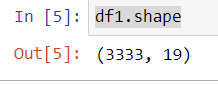 In [5]: df1.shape
Out[5]: (3333, 19)